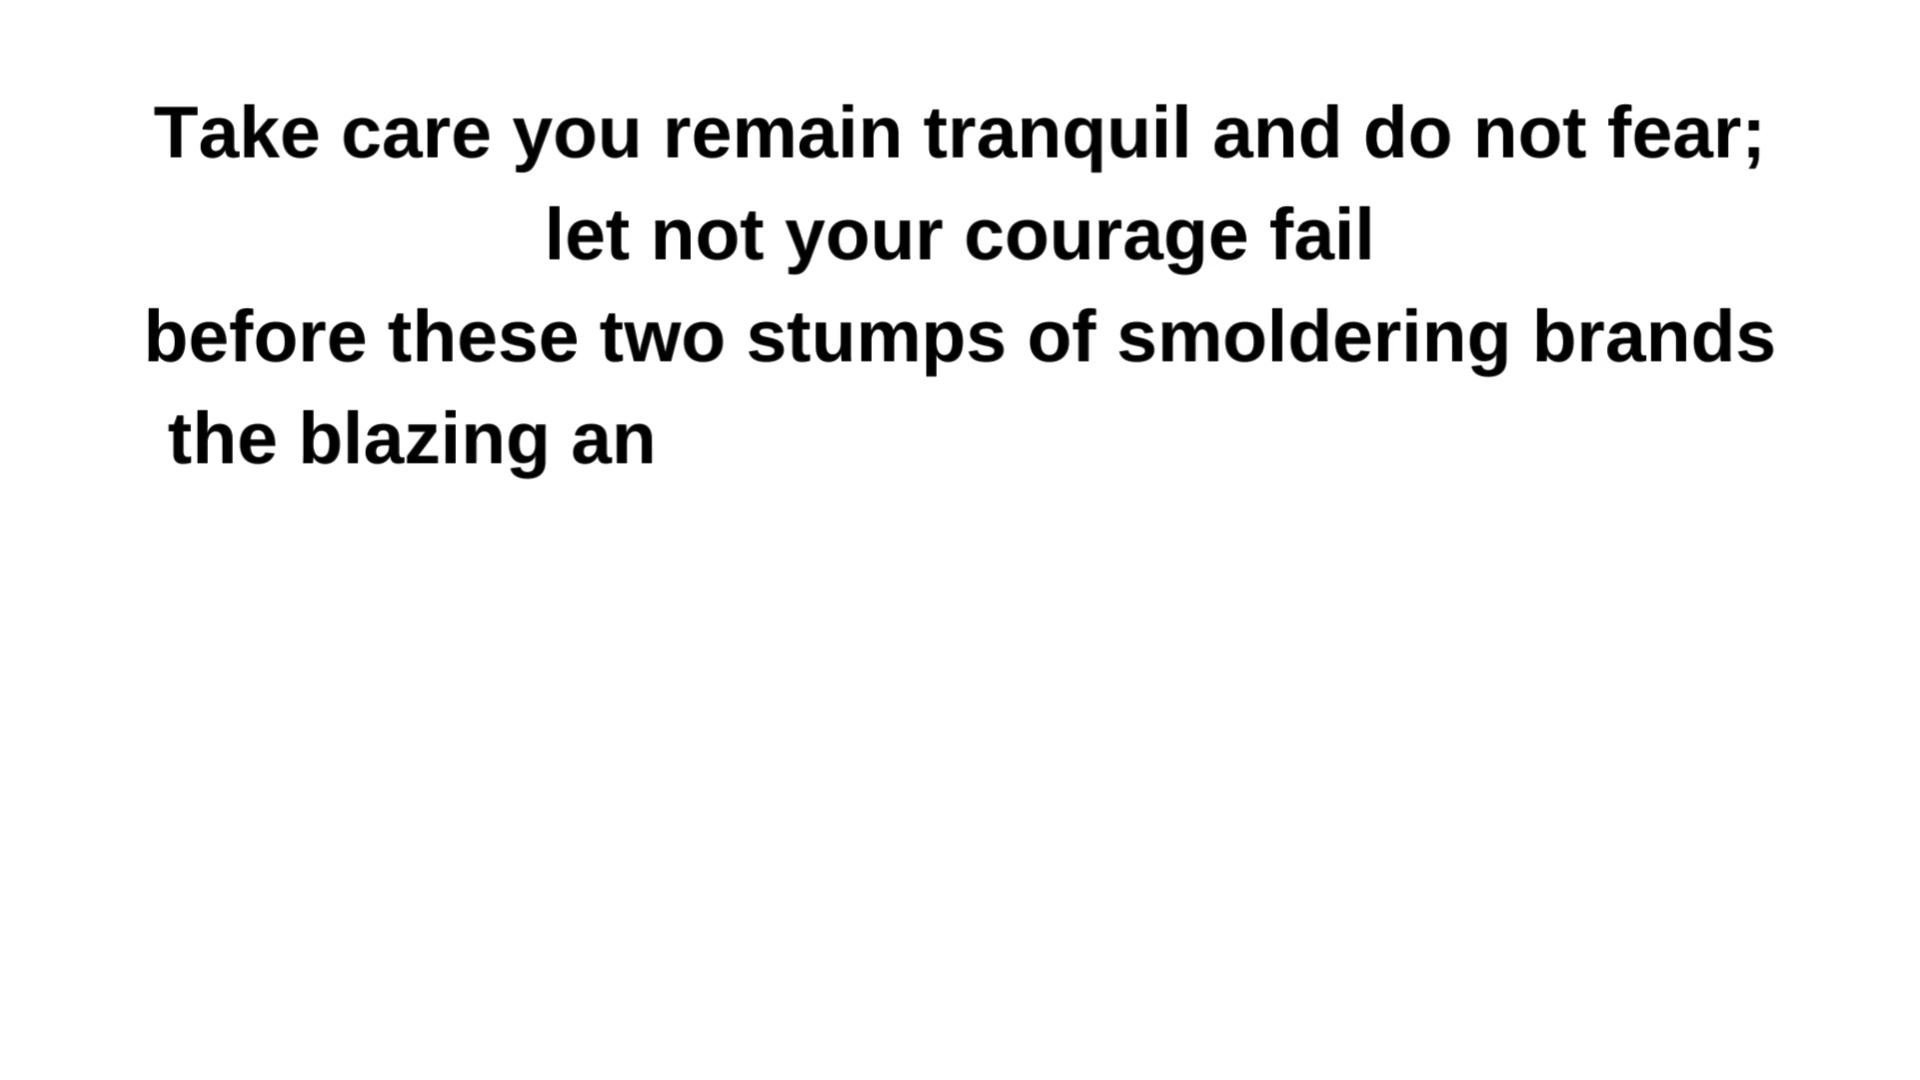 Take care you remain tranquil and do not fear;
let not your courage fail
before these two stumps of smoldering brands
the blazing an